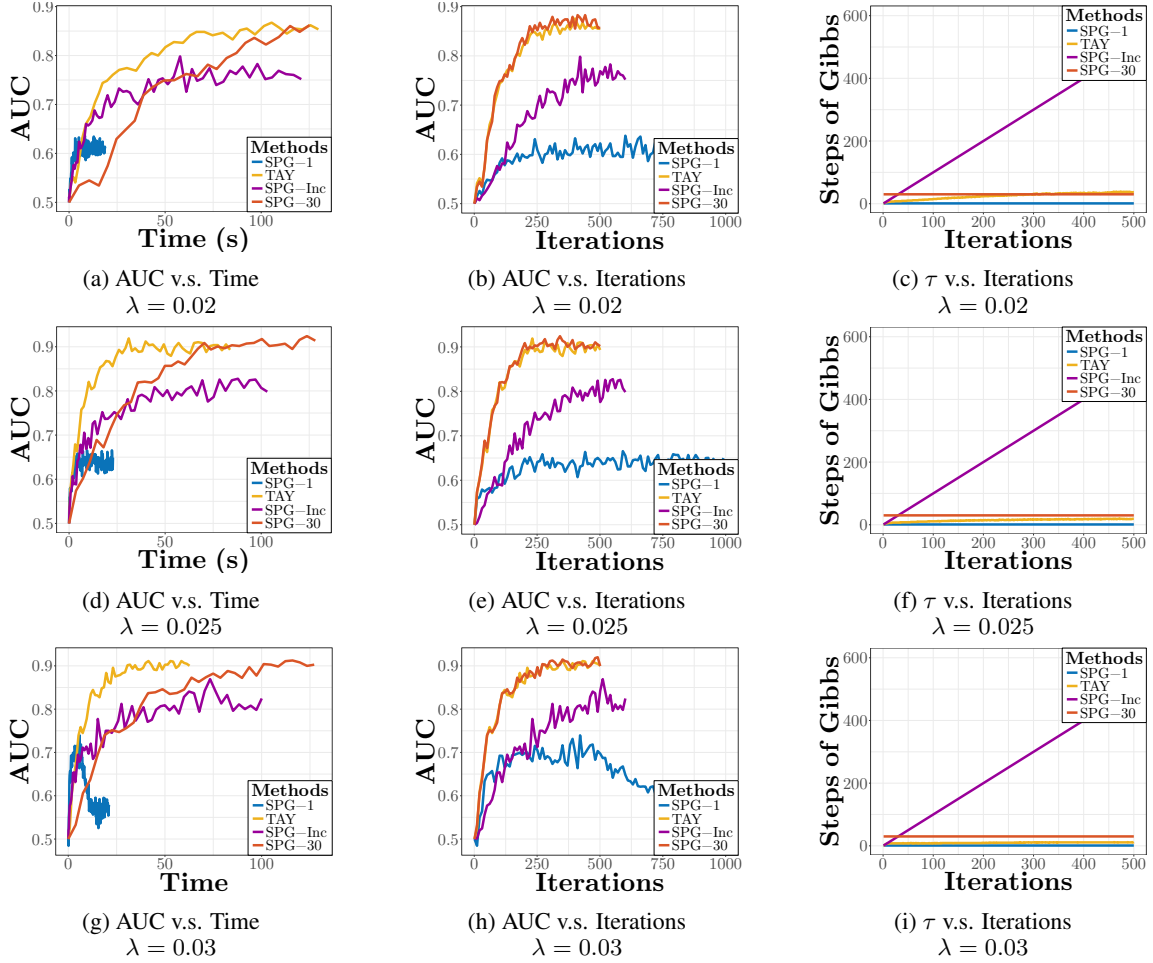 AUC
0.9
0.8
0.7
0.6
0.5
0
50
100
Time (s)
Methods
SPG−1
TAY
SPG−Inc
SPG−30
(a) AUC v.s. Time
λ = 0.02
AUC
0.9
0.8
0.7
0.6
0.5
0
250
500
750
1000
Iterations
Methods
SPG−1
TAY
SPG−Inc
SPG−30
(b) AUC v.s. Iterations
λ = 0.02
Steps of Gibbs
600
400
200
0
0
100
200
300
400
500
Iterations
Methods
SPG−1
TAY
SPG−Inc
SPG−30
(c) τ v.s. Iterations
λ = 0.02
AUC
0.9
0.8
0.7
0.6
0.5
0
50
100
Time (s)
Methods
SPG−1
TAY
SPG−Inc
SPG−30
(d) AUC v.s. Time
λ = 0.025
AUC
0.9
0.8
0.7
0.6
0.5
0
250
500
750
1000
Iterations
Methods
SPG−1
TAY
SPG−Inc
SPG−30
(e) AUC v.s. Iterations
λ = 0.025
Steps of Gibbs
600
400
200
0
0
100
200
300
400
500
Iterations
Methods
SPG−1
TAY
SPG−Inc
SPG−30
(f) τ v.s. Iterations
λ = 0.025
AUC
0.9
0.8
0.7
0.6
0.5
0
50
100
Time
Methods
SPG−1
TAY
SPG−Inc
SPG−30
(g) AUC v.s. Time
λ = 0.03
AUC
0.9
0.8
0.7
0.6
0.5
0
250
500
750
1000
Iterations
Methods
SPG−1
TAY
SPG−Inc
SPG−30
(h) AUC v.s. Iterations
λ = 0.03
Steps of Gibbs
600
400
200
0
0
100
200
300
400
500
Iterations
Methods
SPG−1
TAY
SPG−Inc
SPG−30
(i) τ v.s. Iterations
λ = 0.03